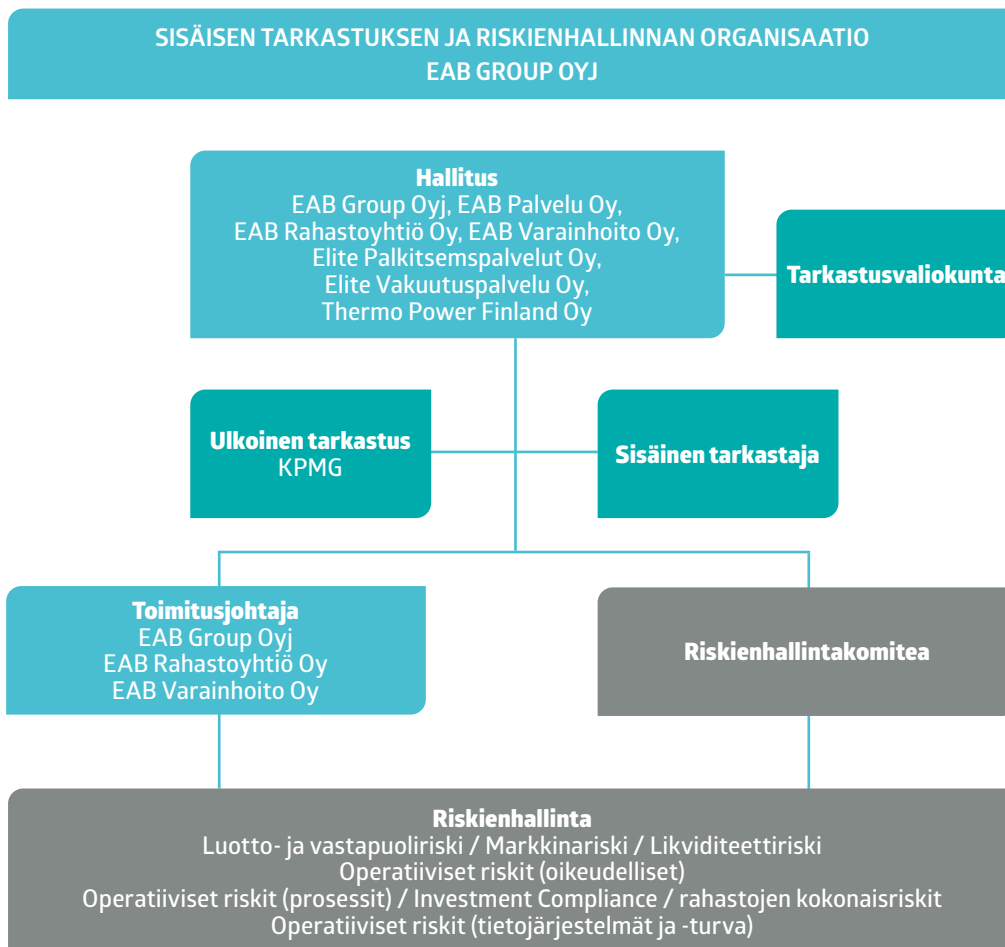 SISÄISEN TARKASTUKSEN JA RISKIENHALLINNAN ORGANISAATIO
EAB GROUP OYJ
Hallitus
EAB Group Oyj, EAB Palvelu Oy,
EAB Rahastoyhtiö Oy, EAB Varainhoito Oy,
Elite Palkitsemspalvelut Oy,
Elite Vakuutuspalvelu Oy,
Thermo Power Finland Oy
Tarkastusvaliokunta
Ulkoinen tarkastus
KPMG
Sisäinen tarkastaja
Toimitusjohtaja
EAB Group Oyj
EAB Rahastoyhtiö Oy
EAB Varainhoito Oy
Riskienhallintakomitea
Riskienhallinta
Luotto- ja vastapuoliriski / Markkinariski / Likviditeettiriski
Operatiiviset riskit (oikeudelliset)
Operatiiviset riskit (prosessit) / Investment Compliance / rahastojen kokonaisriskit
Operatiiviset riskit (tietojärjestelmät ja -turva)